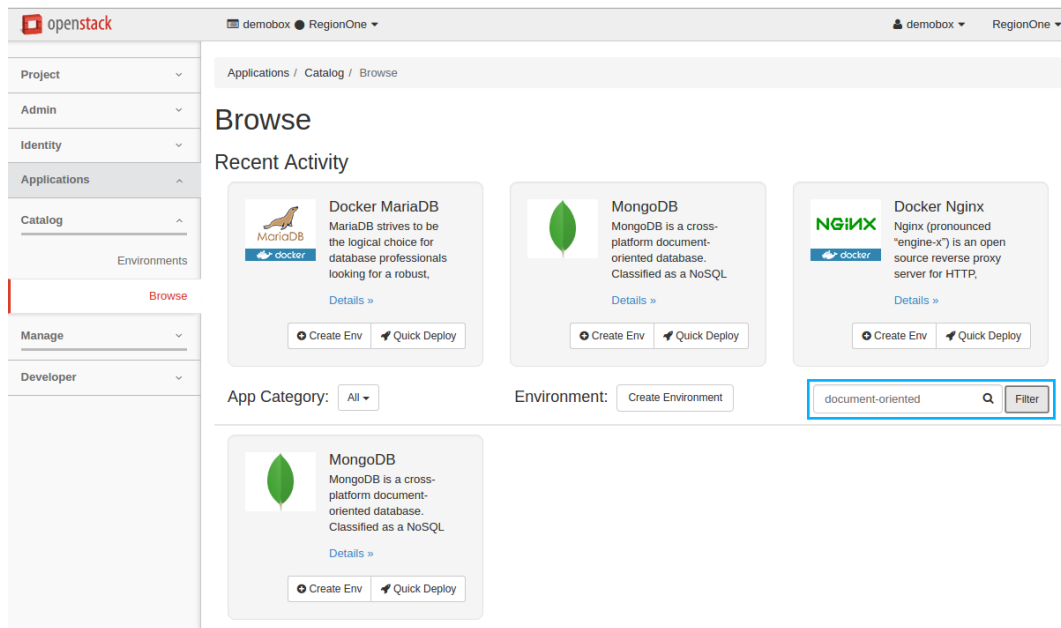 openstack
demobox RegionOne
demobox
RegionOne
Project
Admin
Identity
Applications
Catalog
Environments
Browse
Manage
Developer
Applications / Catalog / Browse
Browse
Recent Activity
MariaDB
docker
Docker MariaDB
MariaDB strives to be
the logical choice for
database professionals
looking for a robust,
Details »
Create Env
Quick Deploy
MongoDB
MongoDB is a cross-
platform document-
oriented database.
Classified as a NoSQL
Details »
Create Env
Quick Deploy
NGINX
docker
Docker Nginx
Nginx (pronounced
“engine-x”) is an open
source reverse proxy
server for HTTP,
Details »
Create Env
Quick Deploy
App Category: All
Environment: Create Environment
document-oriented
Filter
MongoDB
MongoDB is a cross-
platform document-
oriented database.
Classified as a NoSQL
Details »
Create Env
Quick Deploy